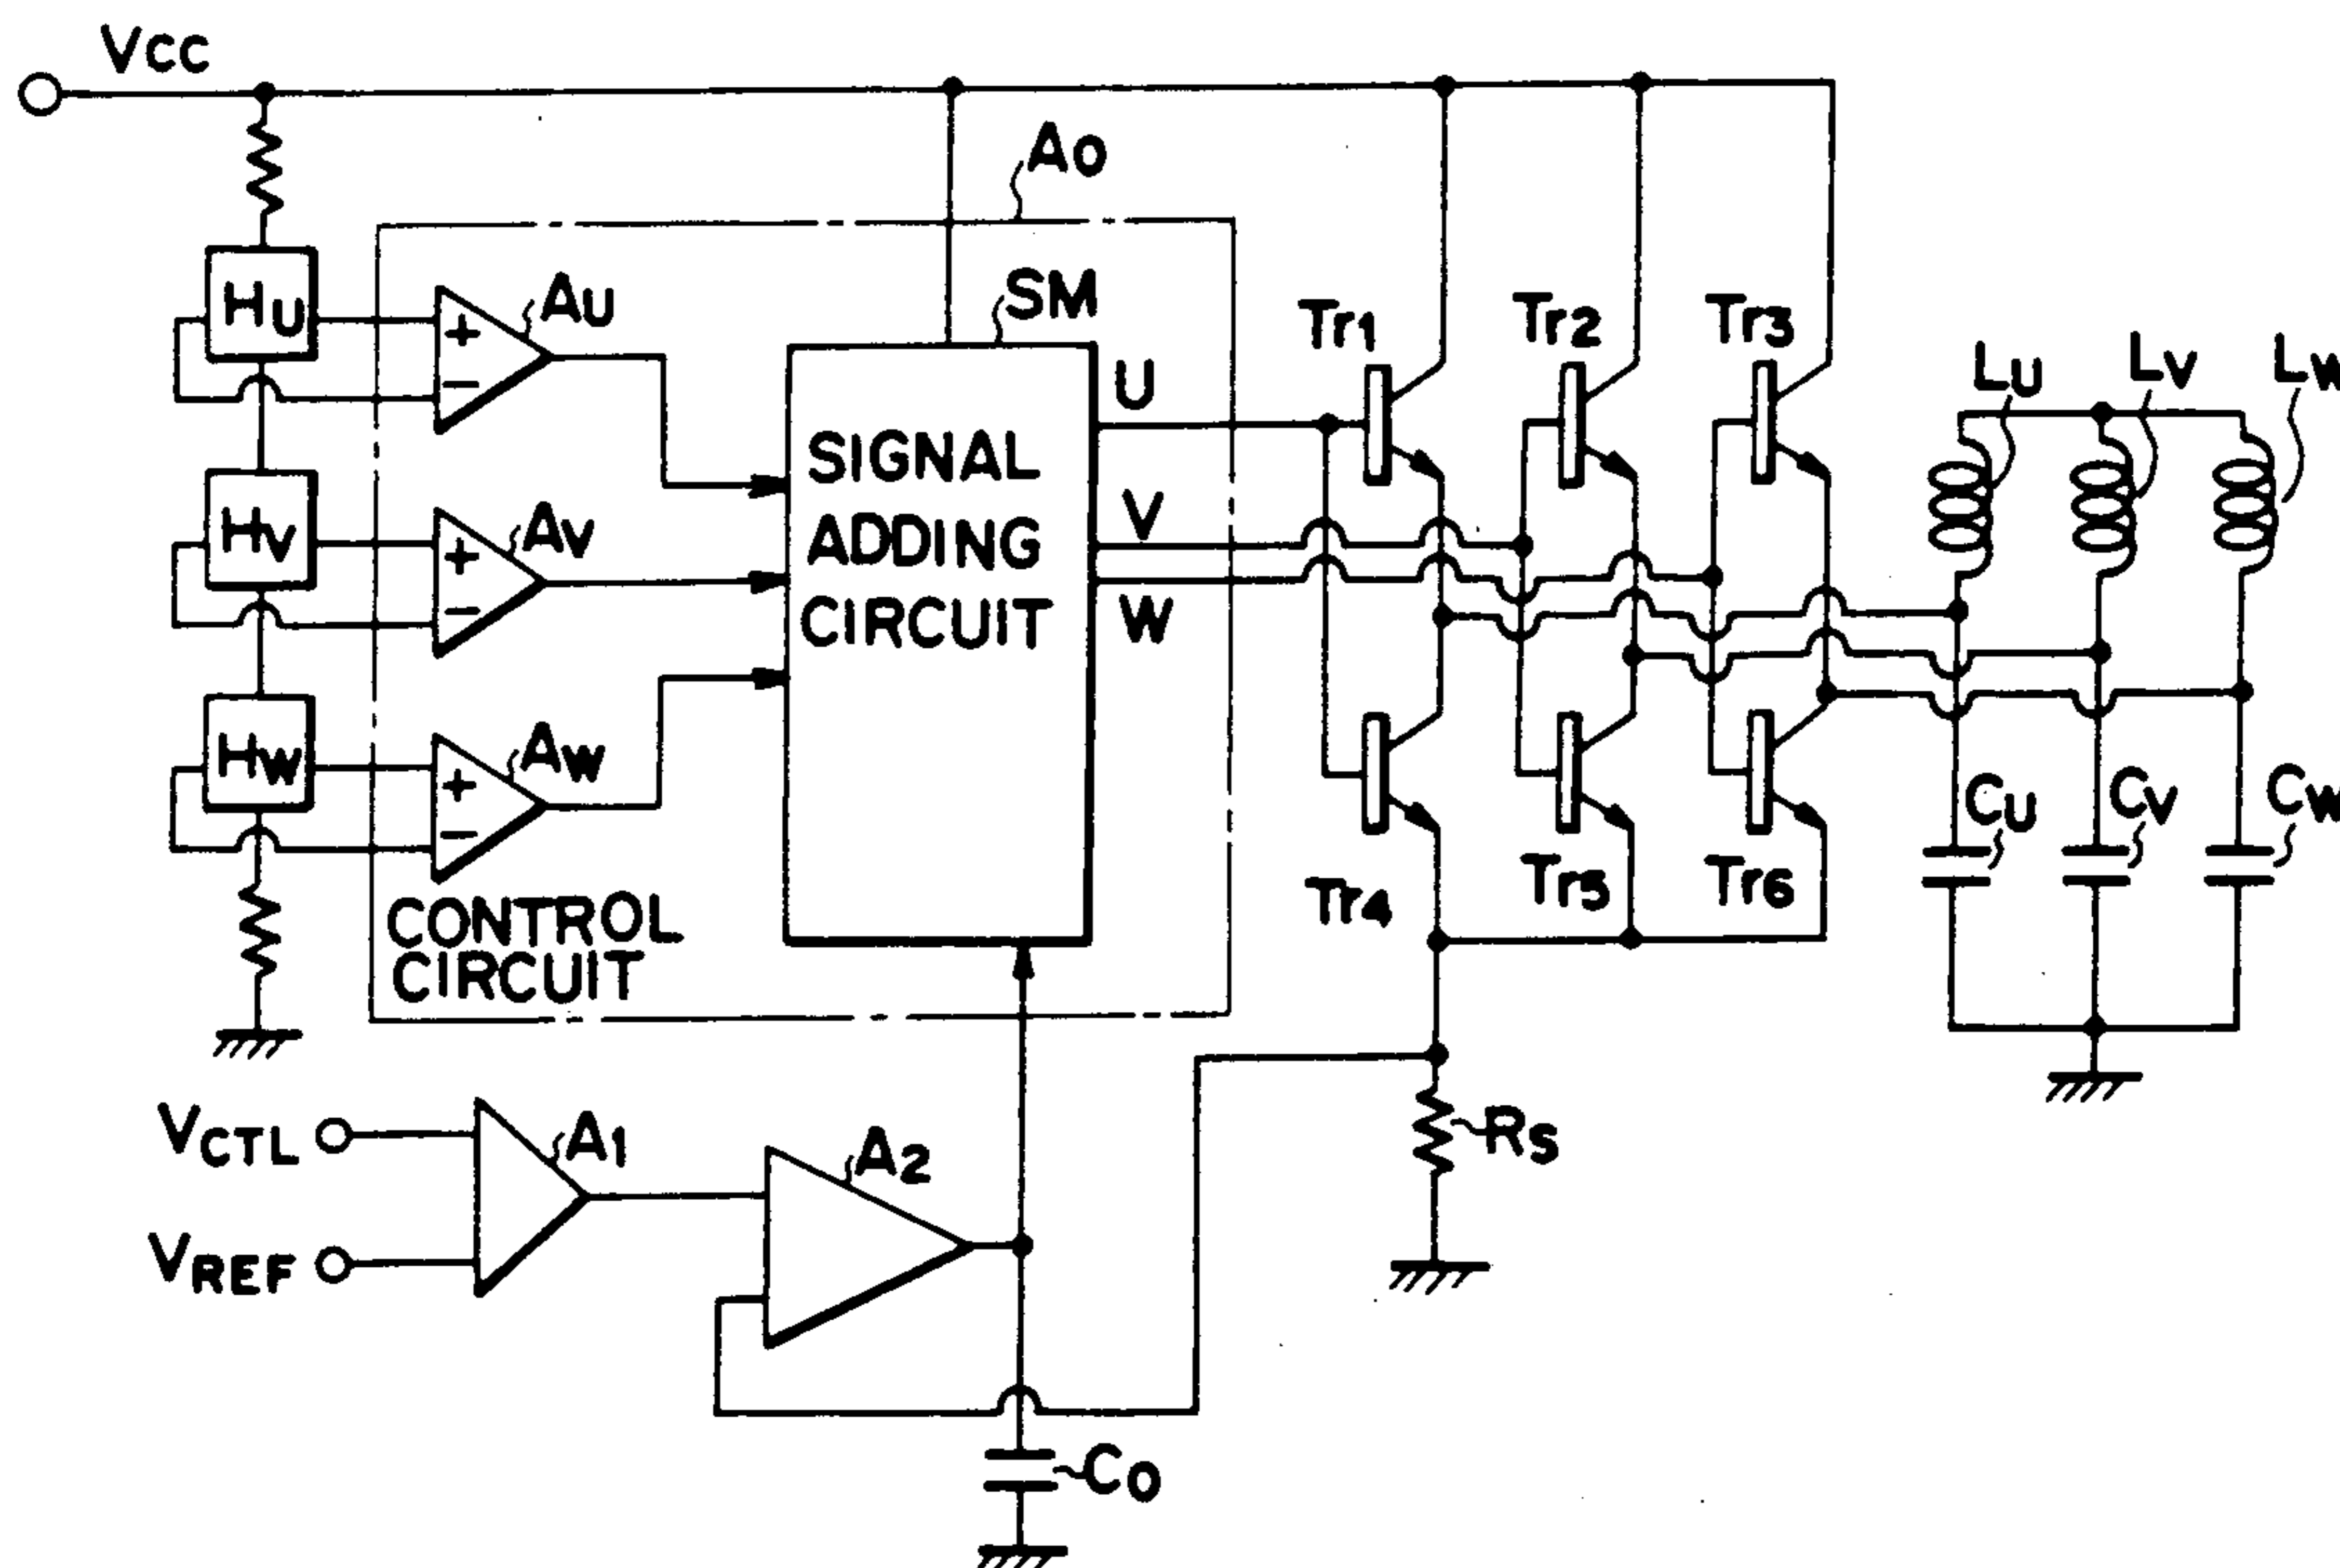 Vcc
Ao
SM
HU
AU
Tr1
Tr2
Tr3
LU
LV
LW
U
SIGNAL
ADDING
CIRCUIT
HV
AV
V
W
HW
AW
CU
CV
CW
Tr4
Tr5
Tr6
CONTROL
CIRCUIT
VCTL
A1
A2
RS
VREF
Co
+
−
+
−
+
−